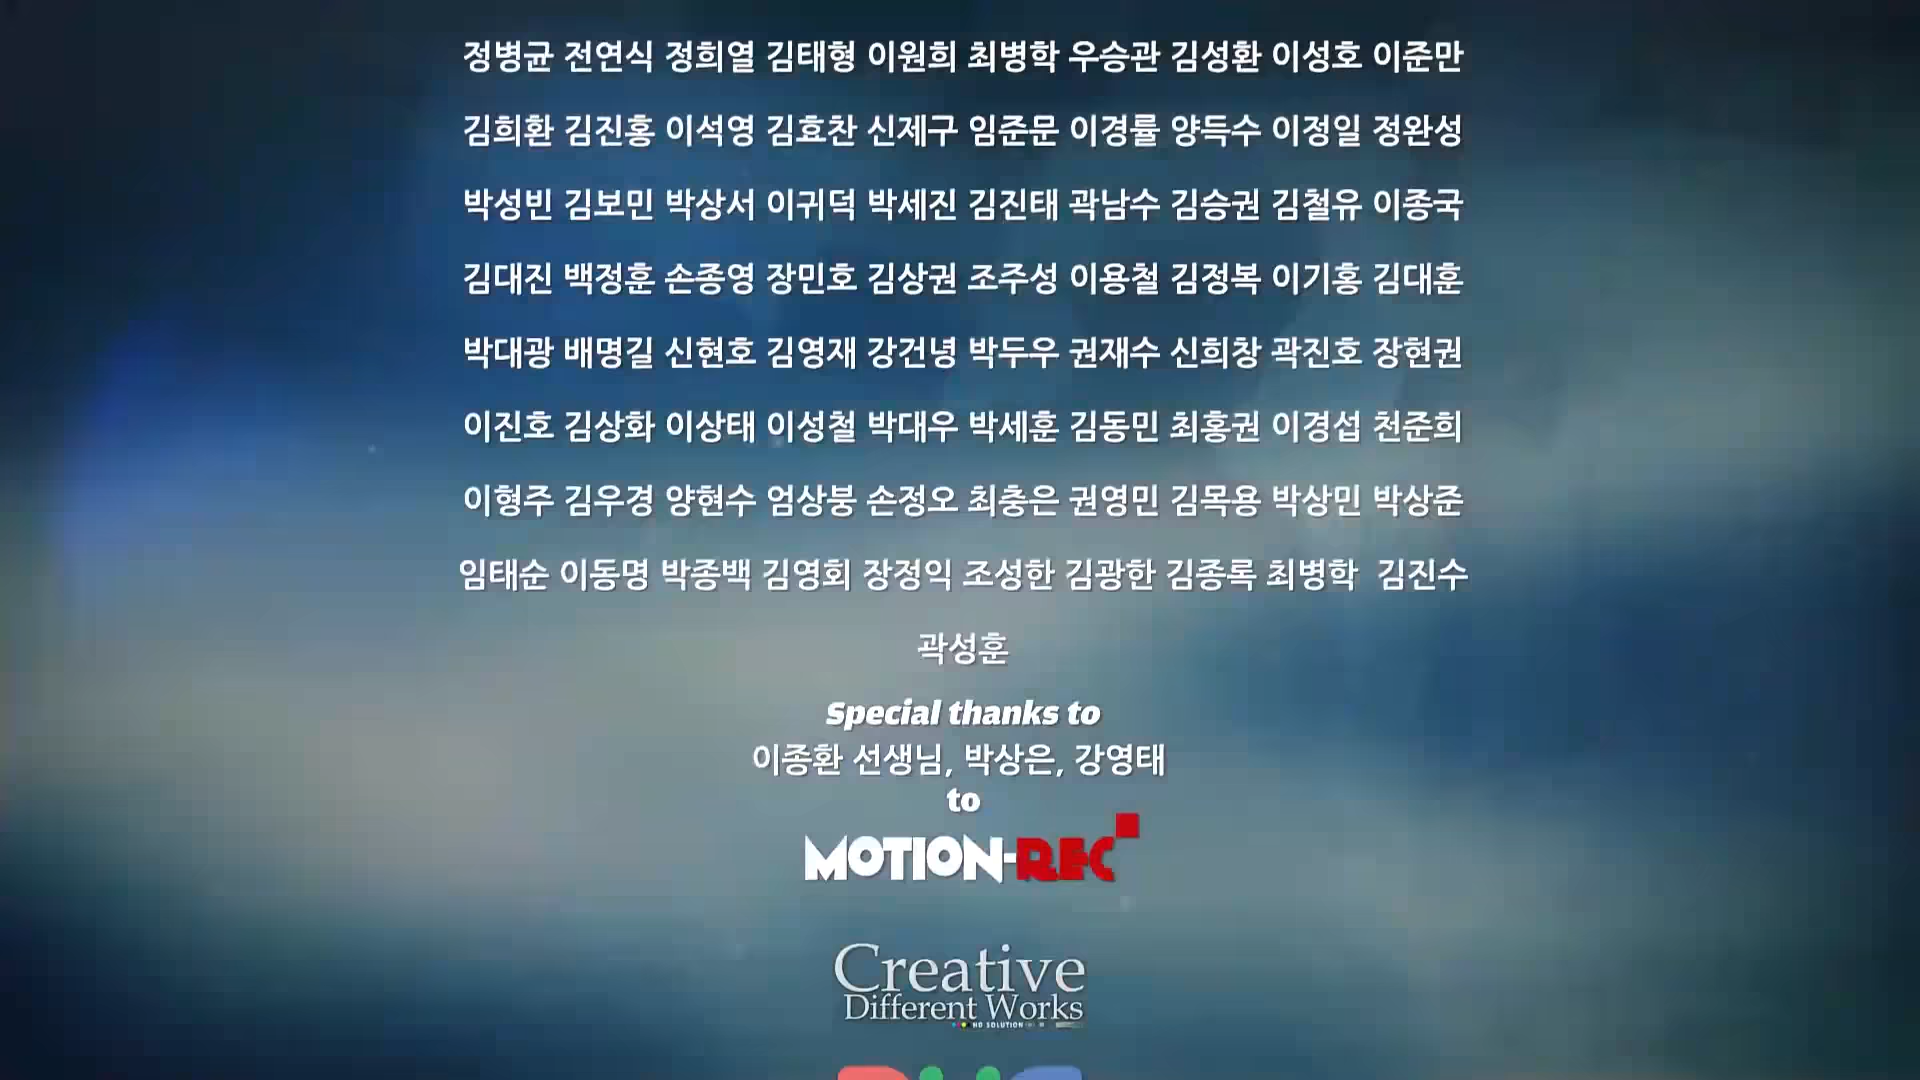 정병균 전연식 정희열 김태형 이원희 최병학 우승관 김성환 이성호 이준만
김희환 김진홍 이석영 김효찬 신제구 임준문 이경률 양득수 이정일 정완성
박성빈 김보민 박상서 이귀덕 박세진 김진태 곽남수 김승권 김철유 이종국
김대진 백정훈 손종영 장민호 김상권 조주성 이용철 김정복 이기홍 김대훈
박대광 배명길 신현호 김영재 강건녕 박두우 권재수 신희창 곽진호 장현권
이진호 김상화 이상태 이성철 박대우 박세훈 김동민 최홍권 이경섭 천준희
이형주 김우경 양현수 엄상붕 손정오 최충은 권영민 김목용 박상민 박상준
임태순 이동명 박종백 김영회 장정익 조성한 김광한 김종록 최병학 김진수
곽성훈
Special thanks to
이종환 선생님, 박상은, 강영태
to
MOTION-REC
Creative
Different Works
HD SOLUTION